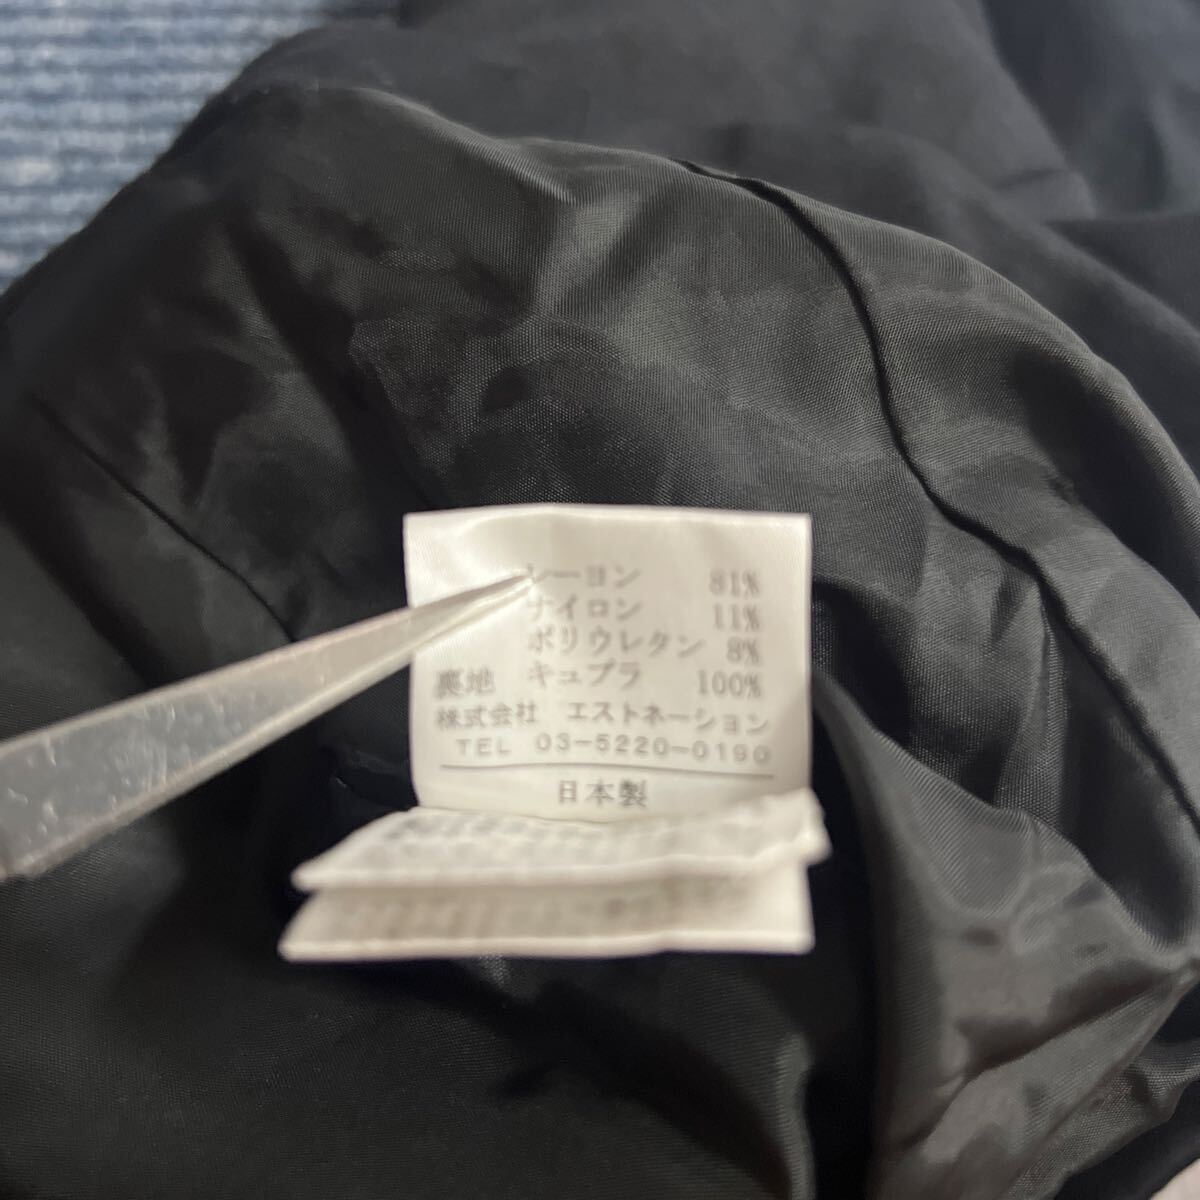 レーヨン 81%
ナイロン 11%
ポリウレタン 8%
裏地 キュプラ 100%
株式会社 エストネーション
TEL 03-5220-0190
日本製